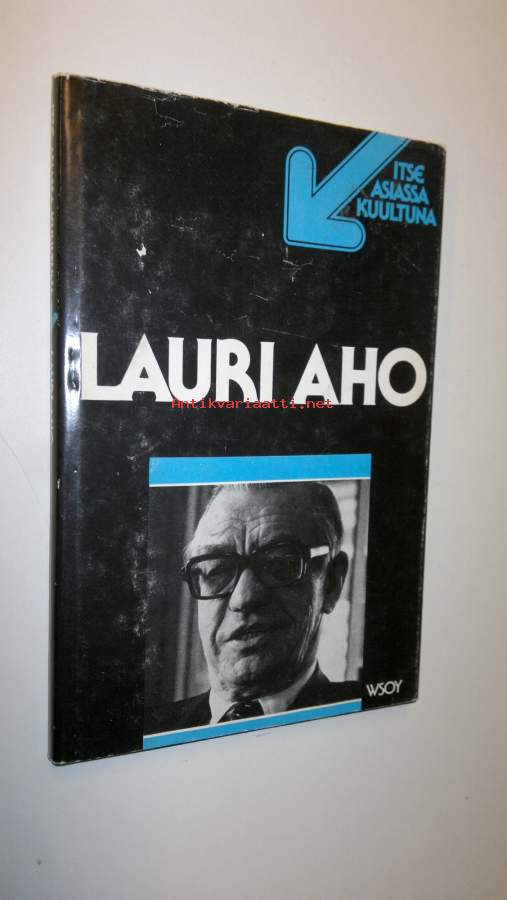 ITSE
ASIASSA
KUULTUNA
LAURI AHO
Antikvariaatti.net
WSOY